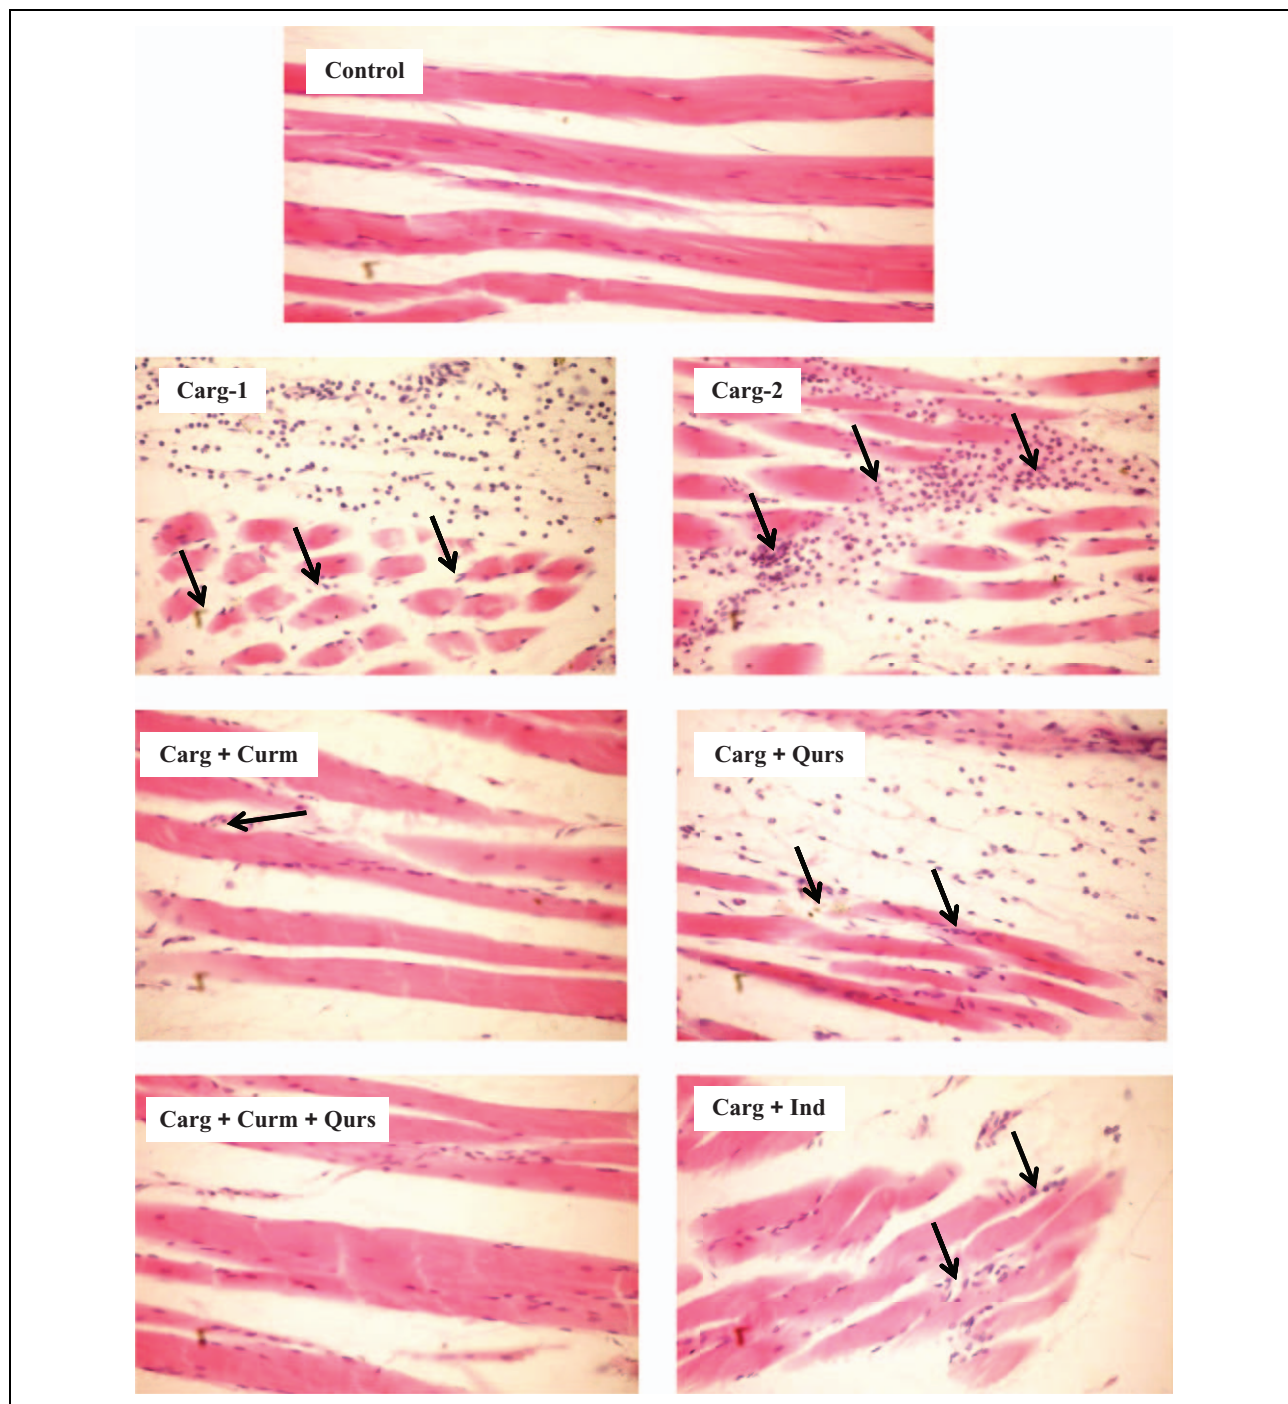 Control
Carg-1
Carg-2
Carg + Curm
Carg + Qurs
Carg + Curm + Qurs
Carg + Ind